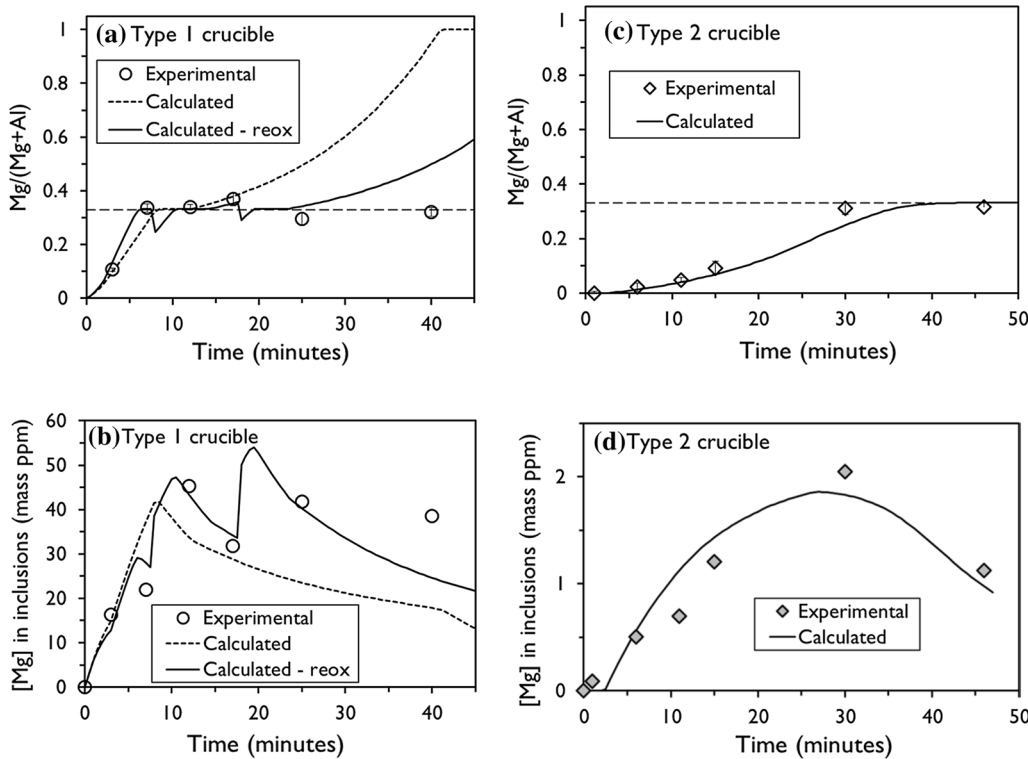 (a) Type 1 crucible
Experimental
Calculated
Calculated - reox
Mg/(Mg+Al)
1
0.8
0.6
0.4
0.2
0
0 10 20 30 40
Time (minutes)
(c) Type 2 crucible
Experimental
Calculated
Mg/(Mg+Al)
1
0.8
0.6
0.4
0.2
0
0 10 20 30 40 50
Time (minutes)
(b) Type 1 crucible
Experimental
Calculated
Calculated - reox
[Mg] in inclusions (mass ppm)
60
50
40
30
20
10
0
0 10 20 30 40
Time (minutes)
(d) Type 2 crucible
Experimental
Calculated
[Mg] in inclusions (mass ppm)
2
1
0
0 10 20 30 40 50
Time (minutes)